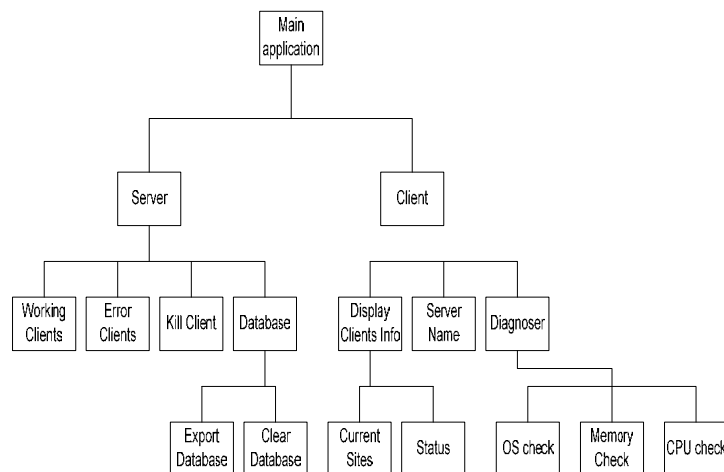 Main
application
Server
Client
Working
Clients
Error
Clients
Kill Client
Database
Display
Clients Info
Server
Name
Diagnoser
Export
Database
Clear
Database
Current
Sites
Status
OS check
Memory
Check
CPU check